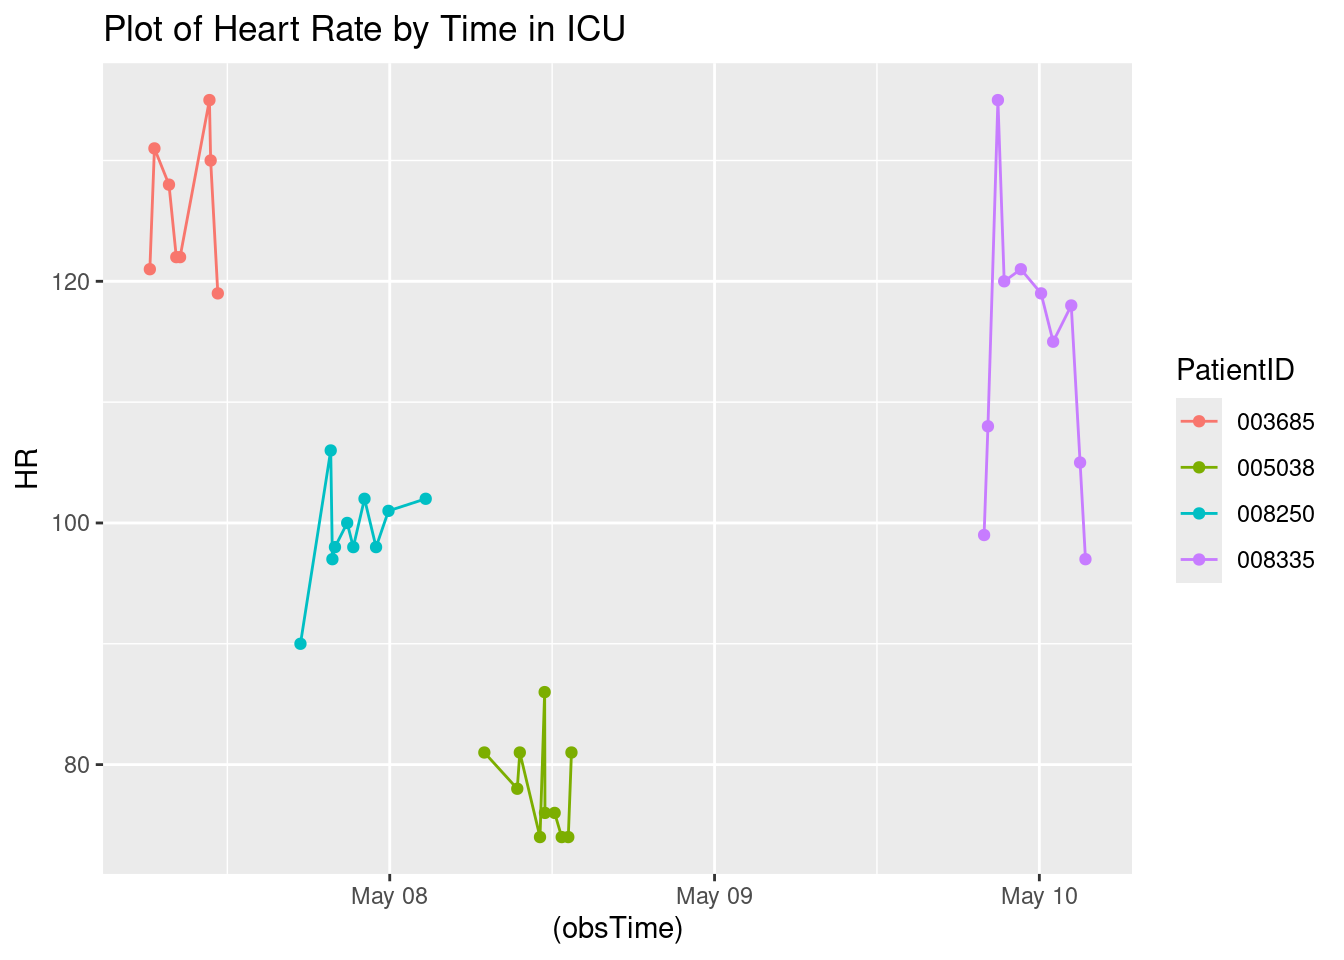 Plot of Heart Rate by Time in ICU
120
100
80
HR
May 08
May 09
May 10
(obsTime)
PatientID
003685
005038
008250
008335